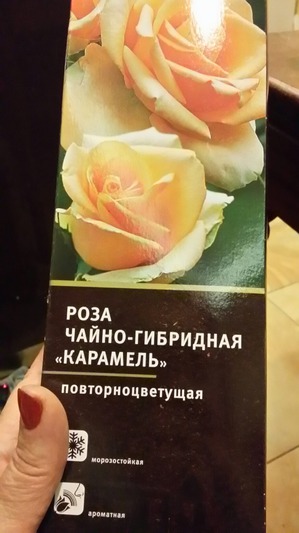 РОЗА
ЧАЙНО-ГИБРИДНАЯ
«КАРАМЕЛЬ»
повторноцветущая
морозостойкая
ароматная